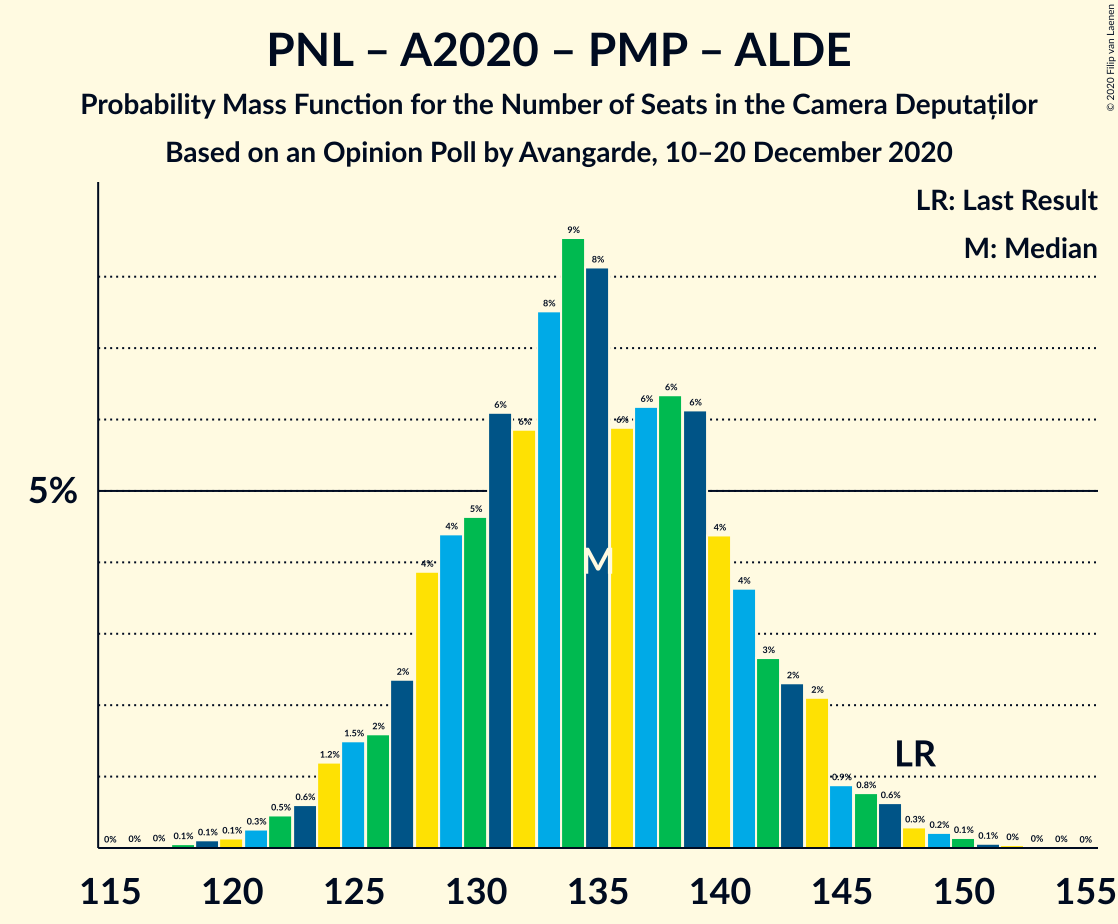 PNL – A2020 – PMP – ALDE
Probability Mass Function for the Number of Seats in the Camera Deputaților
Based on an Opinion Poll by Avangarde, 10–20 December 2020
© 2020 Filip van Laenen
LR: Last Result
M: Median
5%
0% 0% 0% 0.1% 0.1% 0.1% 0.3% 0.5% 0.6% 1.2% 1.5% 2% 2% 4% 4% 5% 6% 6% 8% 9% 8% 6% 6% 6% 6% 4% 4% 3% 2% 2% 0.9% 0.8% 0.6% 0.3% 0.2% 0.1% 0.1% 0% 0% 0% 0%
M
LR
115 120 125 130 135 140 145 150 155